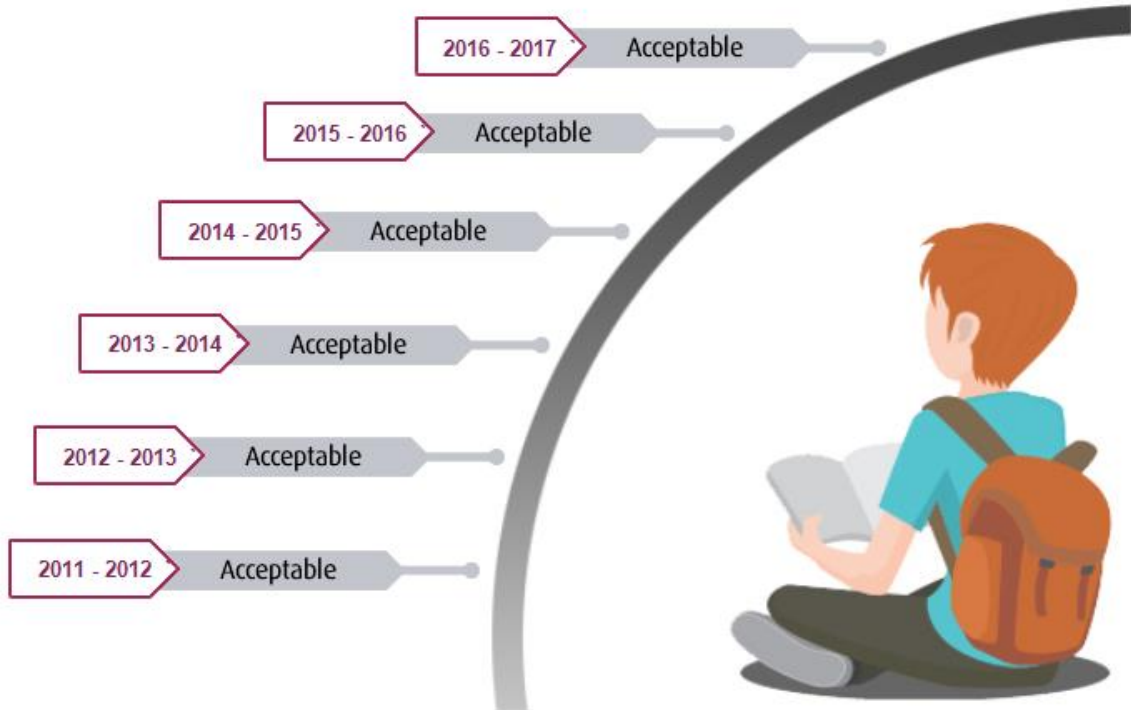 2016 - 2017 Acceptable
2015 - 2016 Acceptable
2014 - 2015 Acceptable
2013 - 2014 Acceptable
2012 - 2013 Acceptable
2011 - 2012 Acceptable